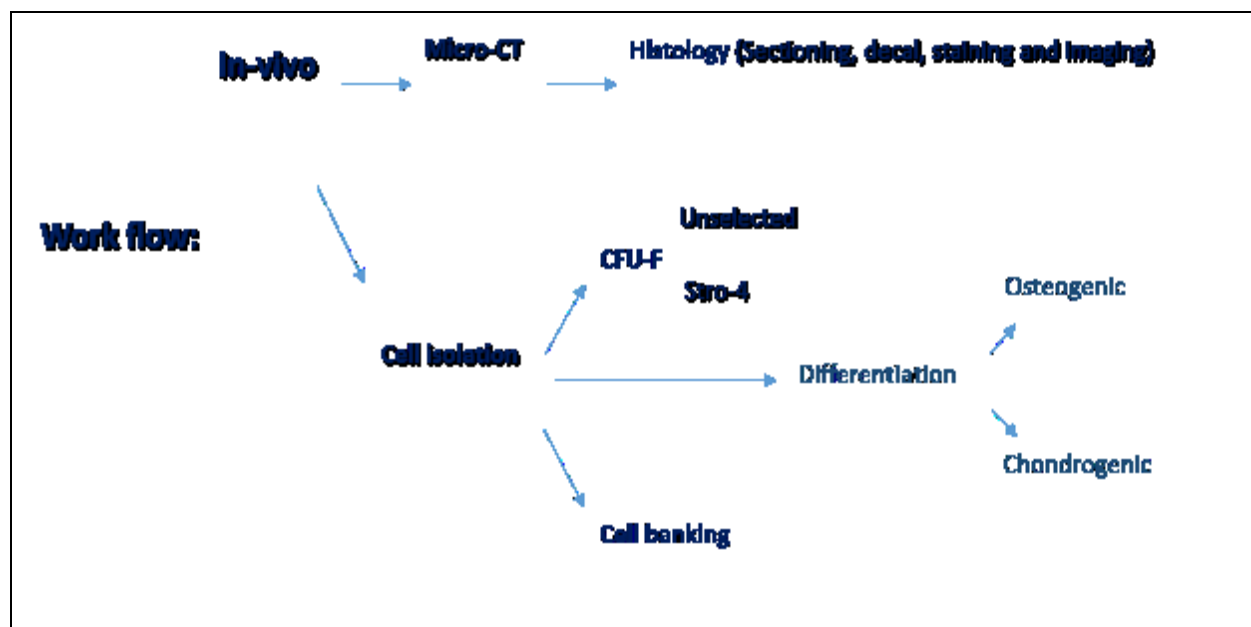 In-vivo
Micro-CT
Histology (Sectioning, decal, staining and imaging)
Work flow:
Unselected
CFU-F
Stro-4
Osteogenic
Cell isolation
Differentiation
Chondrogenic
Cell banking